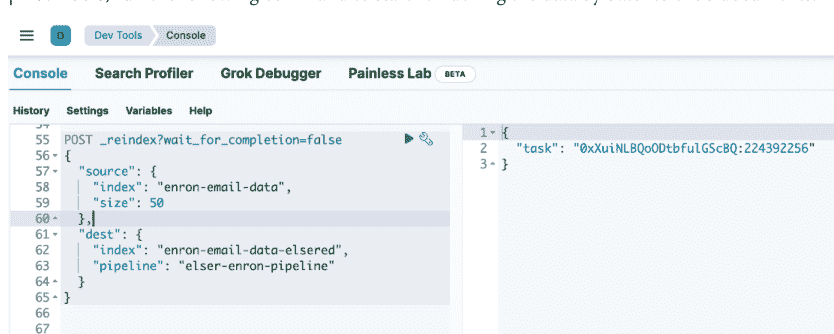 D Dev Tools Console
Console Search Profiler Grok Debugger Painless Lab BETA
History Settings Variables Help
54
55 POST _reindex?wait_for_completion=false
56 {
57 "source": {
58 "index": "enron-email-data",
59 "size": 50
60 },
61 "dest": {
62 "index": "enron-email-data-elsered",
63 "pipeline": "elser-enron-pipeline"
64 }
65 }
66
67
1 {
2 "task": "0xXuiNLBQoODtbfulGScBQ:224392256"
3 }